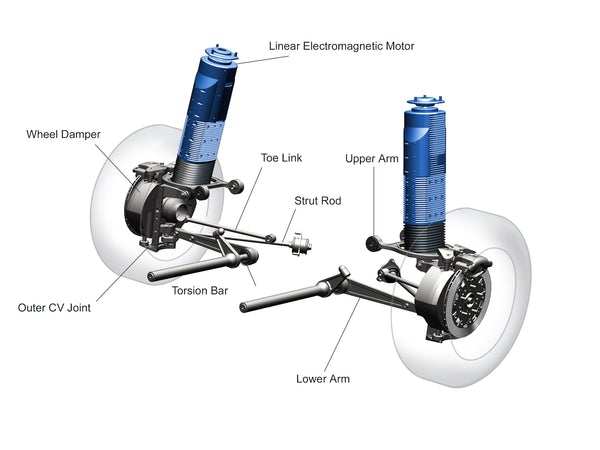 Linear Electromagnetic Motor
Wheel Damper
Toe Link
Upper Arm
Strut Rod
Torsion Bar
Outer CV Joint
Lower Arm